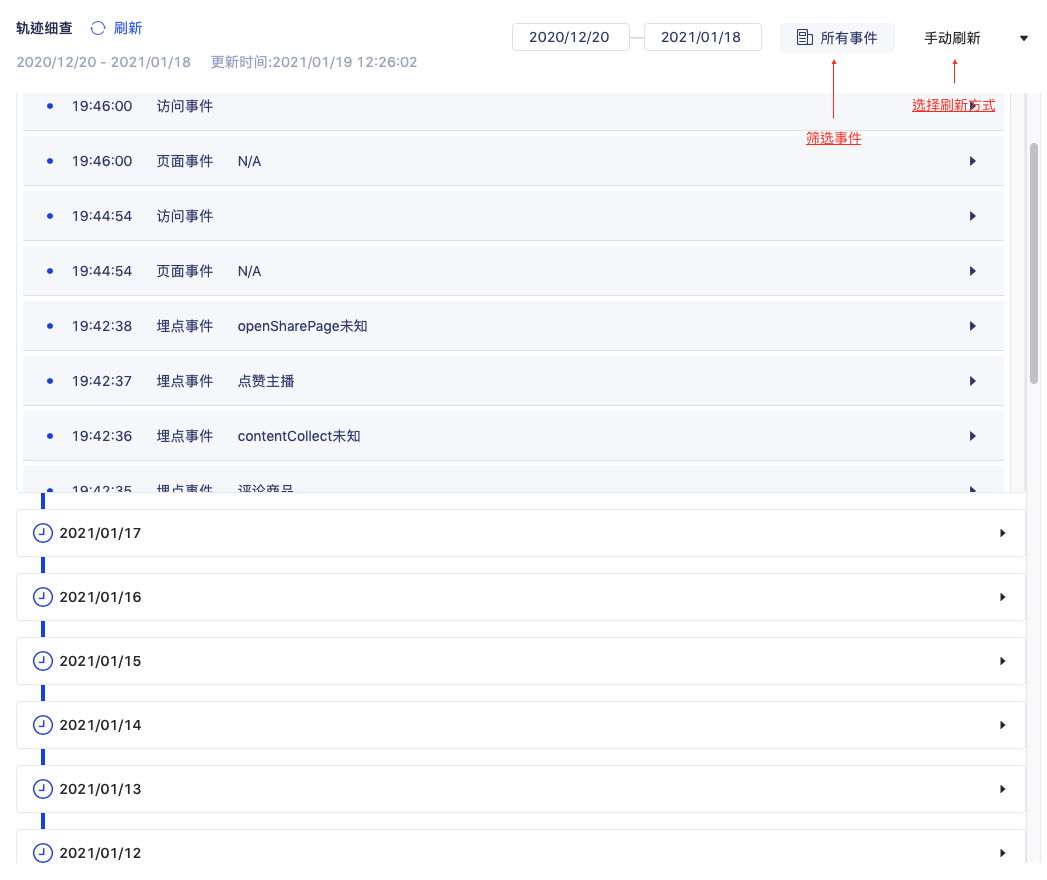 轨迹细查 刷新
2020/12/20 2021/01/18 所有事件 手动刷新
2020/12/20 - 2021/01/18 更新时间:2021/01/19 12:26:02
19:46:00 访问事件
选择刷新方式
筛选事件
19:46:00 页面事件 N/A
19:44:54 访问事件
19:44:54 页面事件 N/A
19:42:38 埋点事件 openSharePage未知
19:42:37 埋点事件 点赞主播
19:42:36 埋点事件 contentCollect未知
19:42:35 埋点事件 评论商品
2021/01/17
2021/01/16
2021/01/15
2021/01/14
2021/01/13
2021/01/12